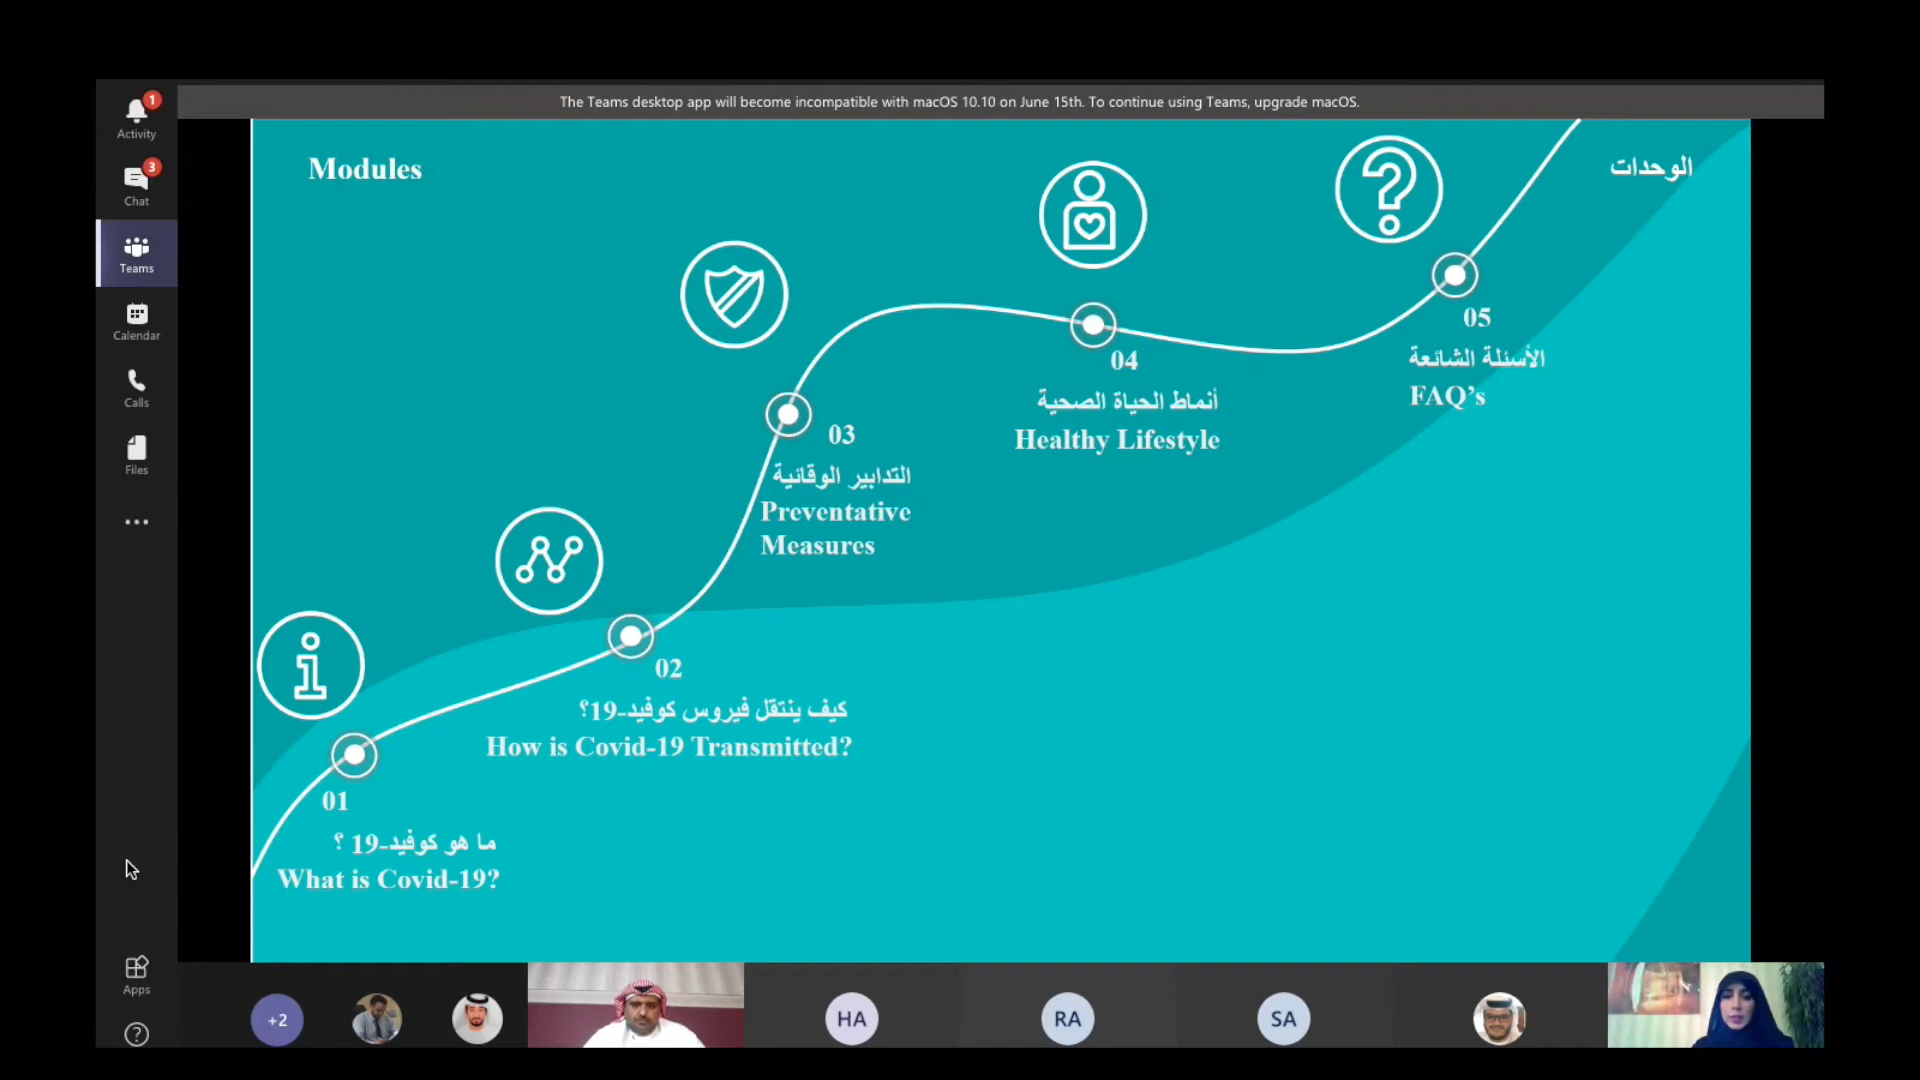 The Teams desktop app will become incompatible with macOS 10.10 on June 15th. To continue using Teams, upgrade macOS.
1
Activity
3
Chat
Teams
Calendar
Calls
Files
Apps
Modules
الوحدات
05
الأسئلة الشائعة
FAQ’s
04
أنماط الحياة الصحية
Healthy Lifestyle
03
التدابير الوقائية
Preventative
Measures
02
كيف ينتقل فيروس كوفيد-19؟
How is Covid-19 Transmitted?
01
ما هو كوفيد-19 ؟
What is Covid-19?
+2
HA
RA
SA